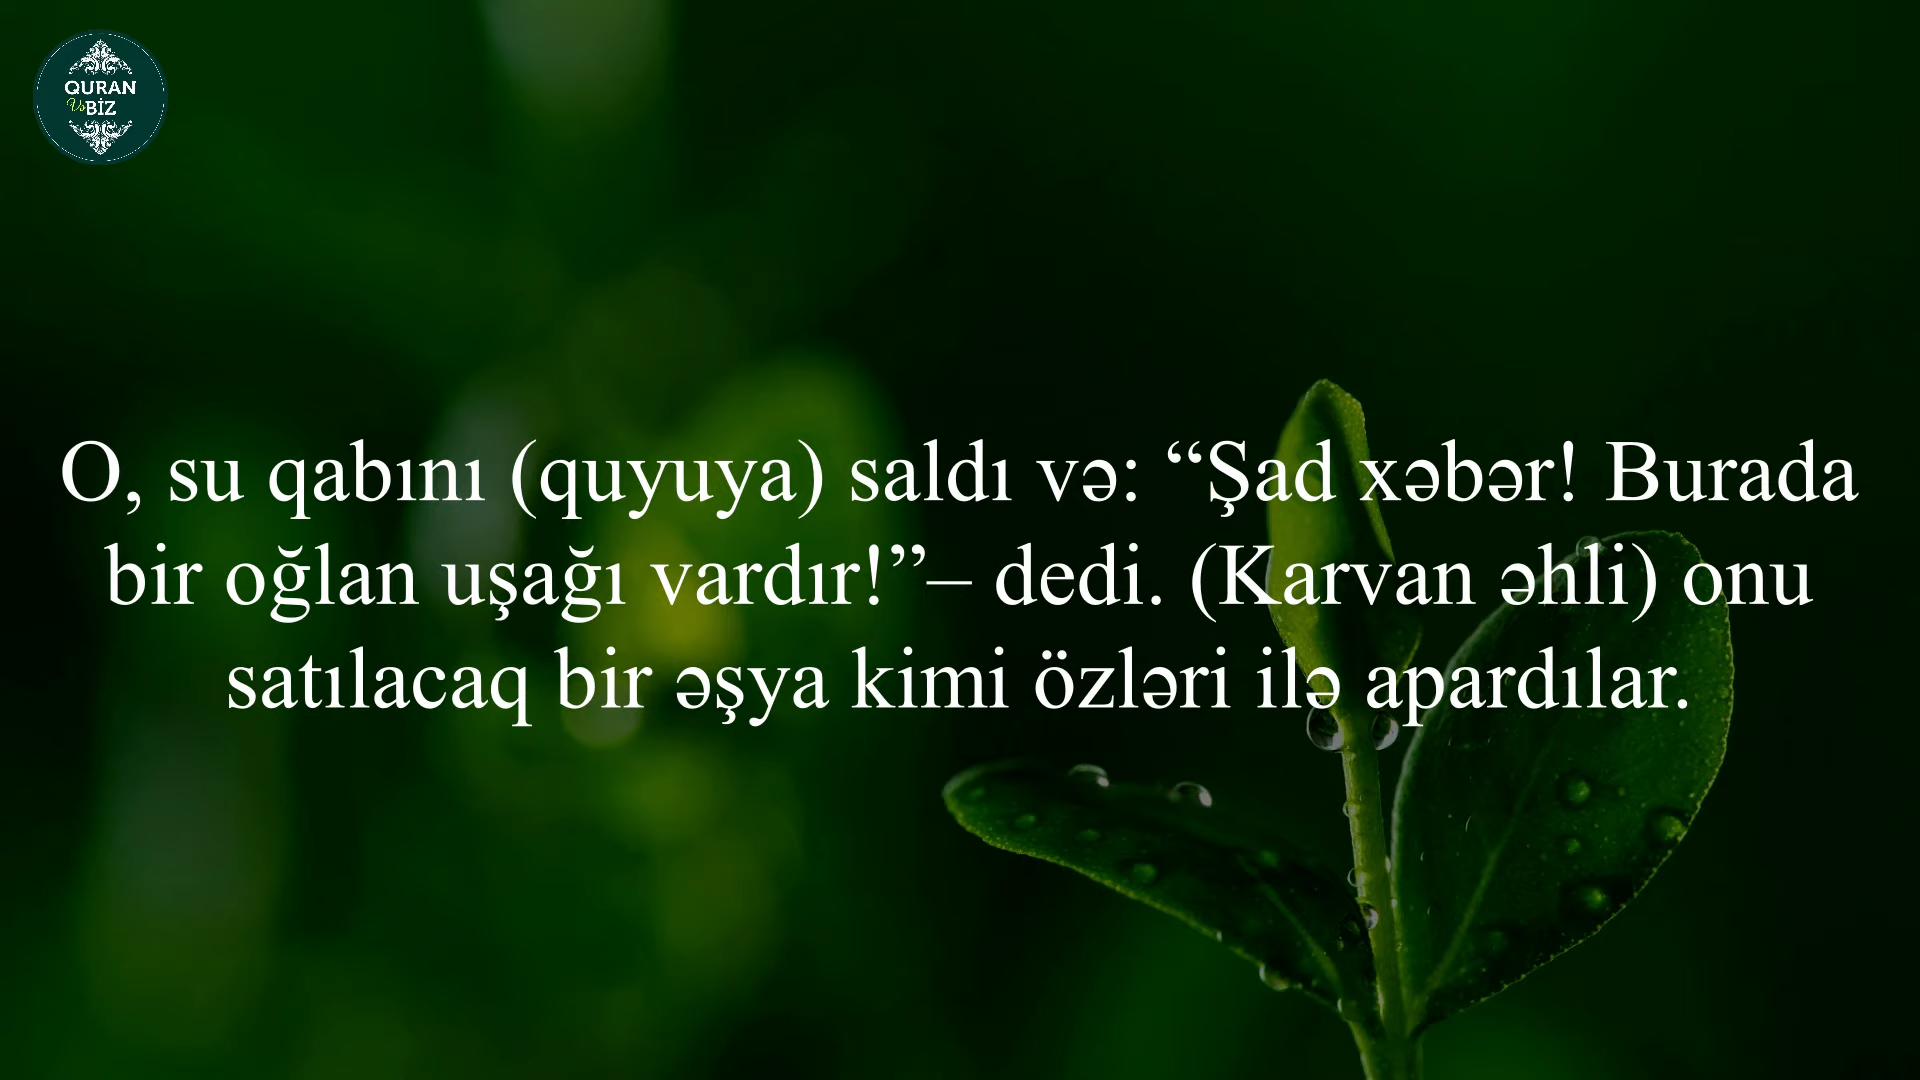 QURAN
Və BİZ
O, su qabını (quyuya) saldı və: “Şad xəbər! Burada
bir oğlan uşağı vardır!”– dedi. (Karvan əhli) onu
satılacaq bir əşya kimi özləri ilə apardılar.